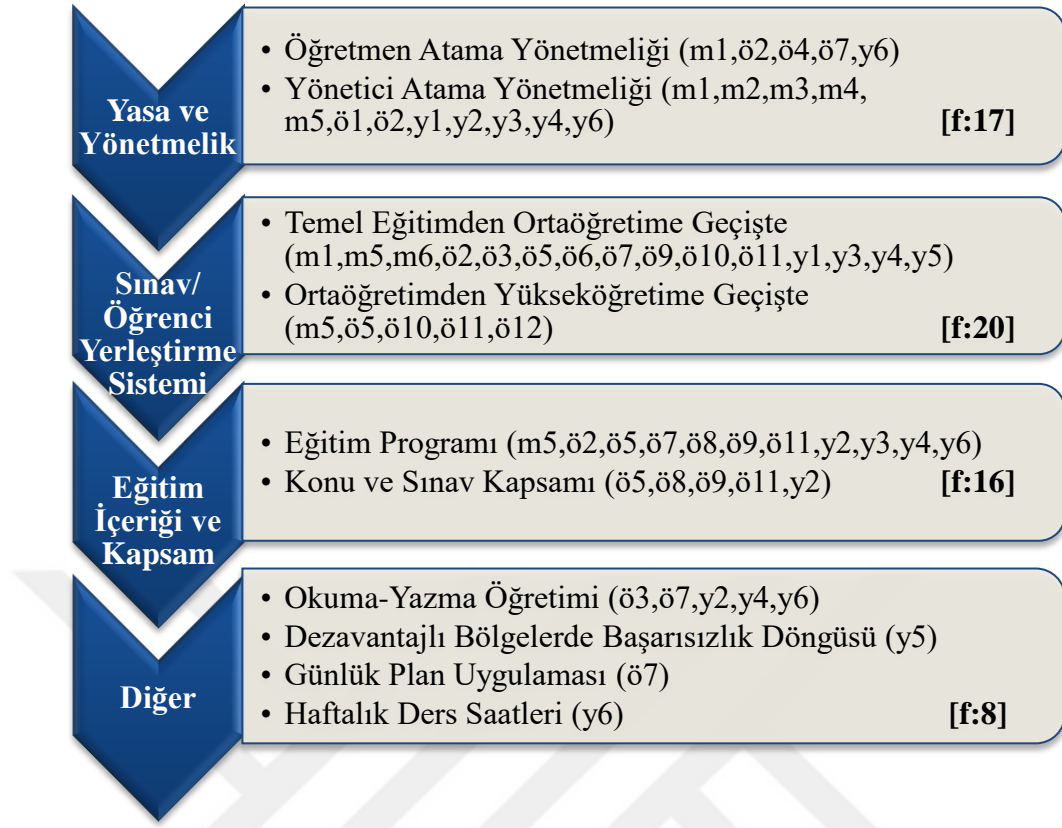 Yasa ve
Yönetmelik
• Öğretmen Atama Yönetmeliği (m1,ö2,ö4,ö7,y6)
• Yönetici Atama Yönetmeliği (m1,m2,m3,m4,
m5,ö1,ö2,y1,y2,y3,y4,y6) [f:17]
Sınav/
Öğrenci
Yerleştirme
Sistemi
• Temel Eğitimden Ortaöğretime Geçişte
(m1,m5,m6,ö2,ö3,ö5,ö6,ö7,ö9,ö10,ö11,y1,y3,y4,y5)
• Ortaöğretimden Yükseköğretime Geçişte
(m5,ö5,ö10,ö11,ö12) [f:20]
Eğitim
İçeriği ve
Kapsam
• Eğitim Programı (m5,ö2,ö5,ö7,ö8,ö9,ö11,y2,y3,y4,y6)
• Konu ve Sınav Kapsamı (ö5,ö8,ö9,ö11,y2) [f:16]
Diğer
• Okuma-Yazma Öğretimi (ö3,ö7,y2,y4,y6)
• Dezavantajlı Bölgelerde Başarısızlık Döngüsü (y5)
• Günlük Plan Uygulaması (ö7)
• Haftalık Ders Saatleri (y6) [f:8]